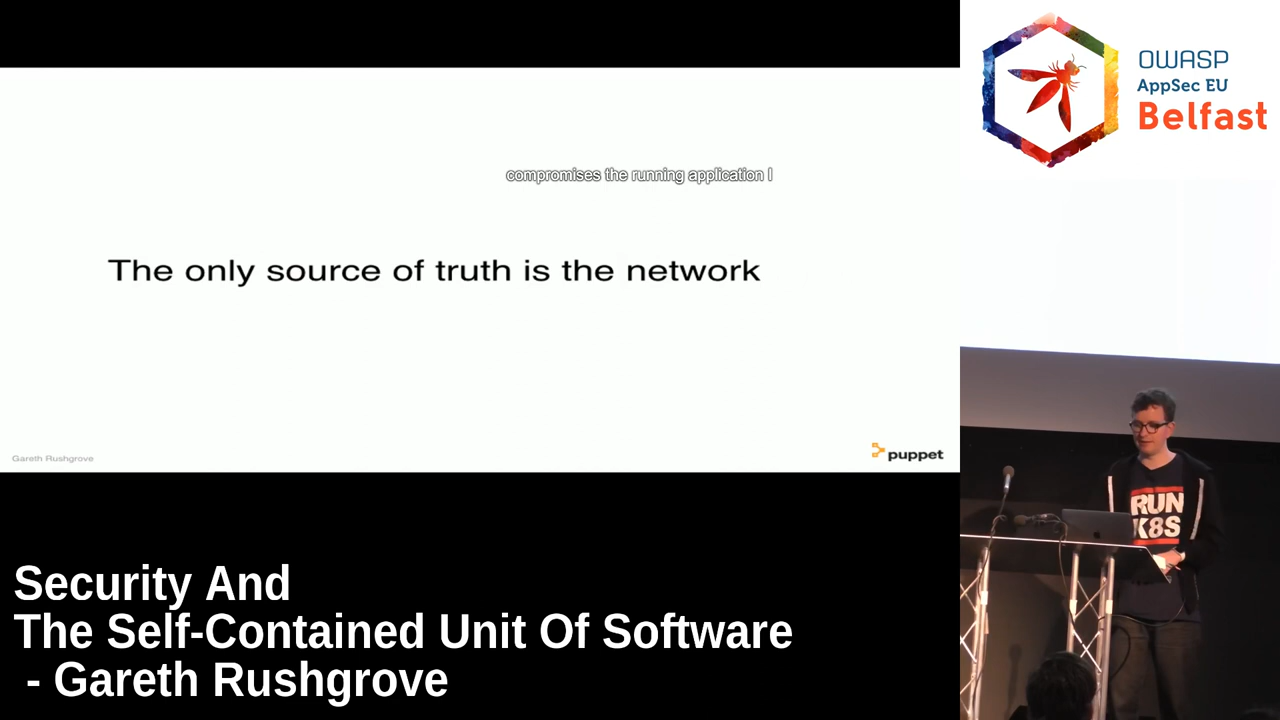 OWASP
AppSec EU
Belfast
compromises the running application I
The only source of truth is the network
Gareth Rushgrove
puppet
RUN
K8S
Security And
The Self-Contained Unit Of Software
- Gareth Rushgrove